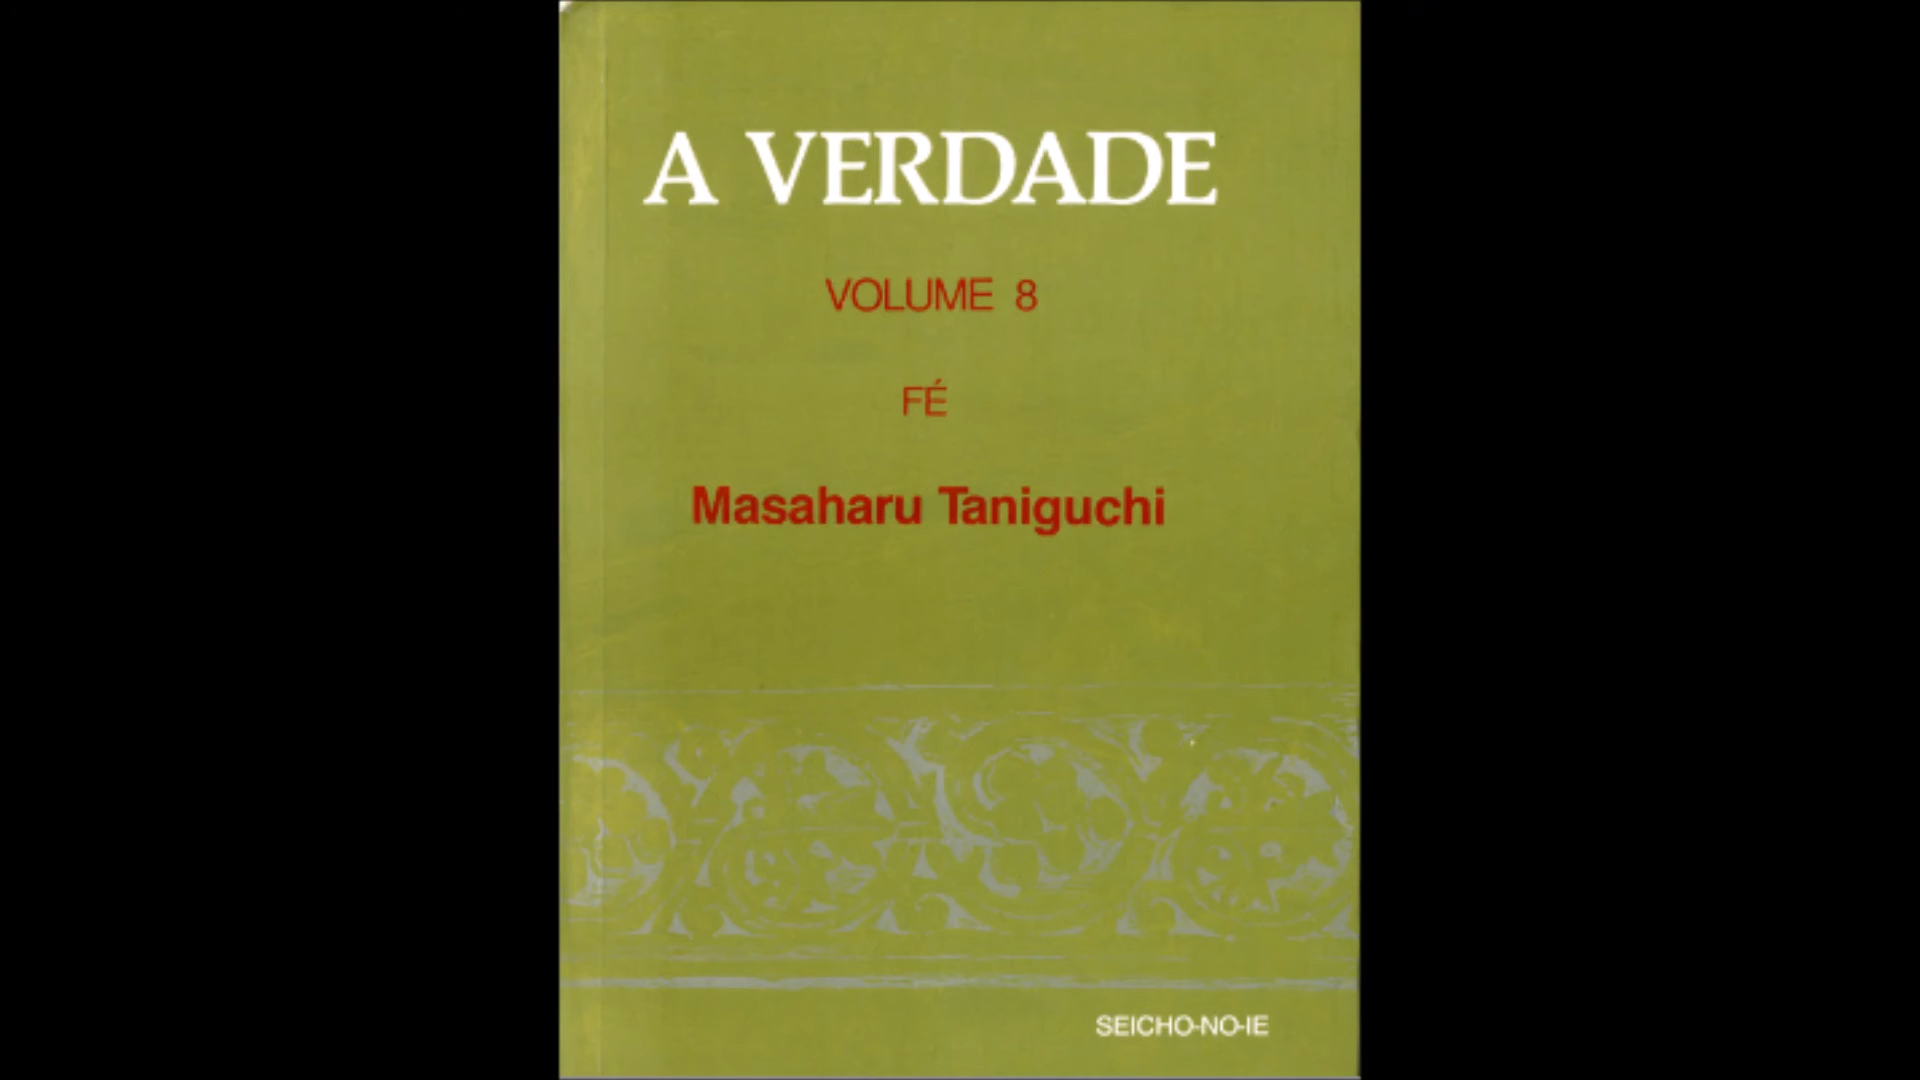 A VERDADE
VOLUME 8
FÉ
Masaharu Taniguchi
SEICHO-NO-IE